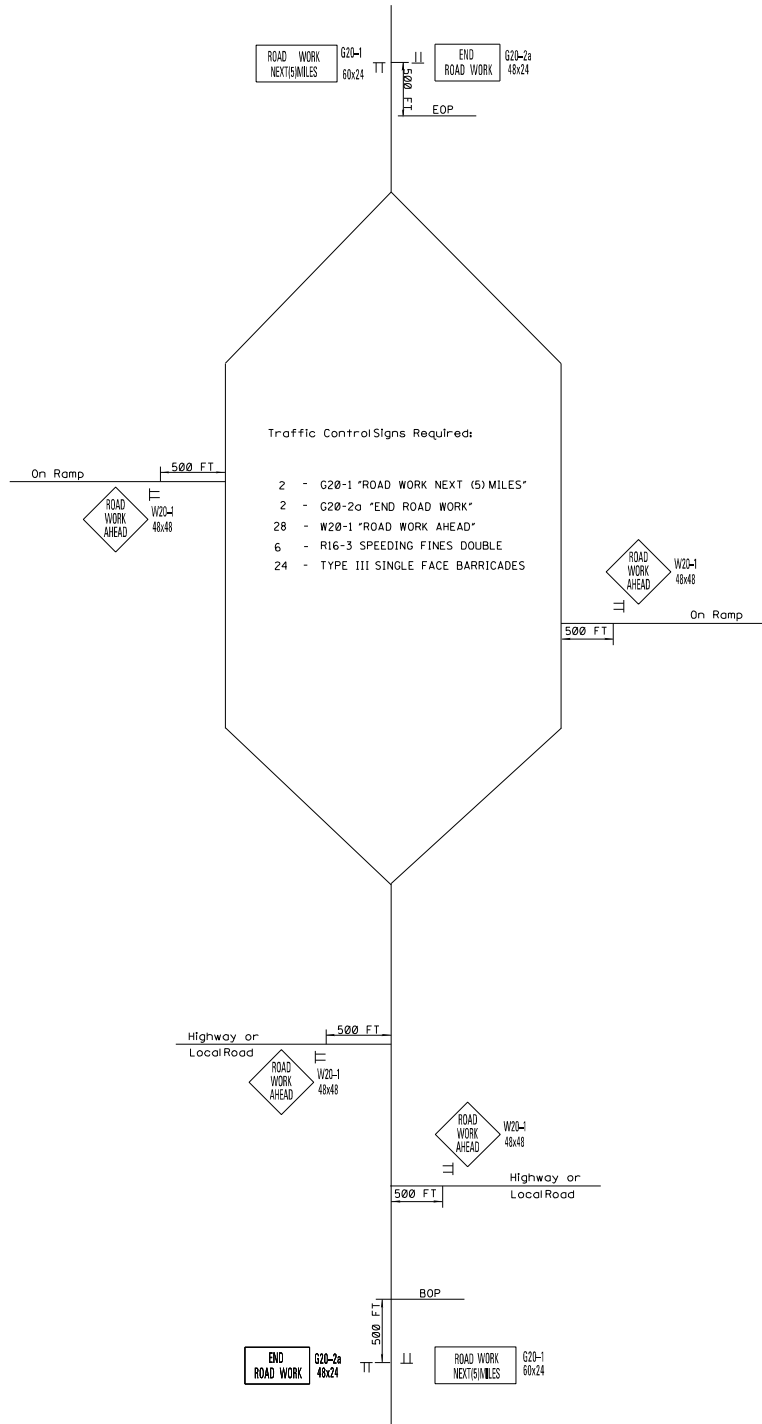 ROAD WORK
NEXT(5)MILES
G20-1
60x24
END
ROAD WORK
G20-2a
48x24
500 FT
EOP
Traffic Control Signs Required:
2 - G20-1 "ROAD WORK NEXT (5) MILES"
2 - G20-2a "END ROAD WORK"
28 - W20-1 "ROAD WORK AHEAD"
6 - R16-3 SPEEDING FINES DOUBLE
24 - TYPE III SINGLE FACE BARRICADES
On Ramp
500 FT
ROAD
WORK
AHEAD
W20-1
48x48
ROAD
WORK
AHEAD
W20-1
48x48
On Ramp
500 FT
Highway or
Local Road
500 FT
ROAD
WORK
AHEAD
W20-1
48x48
ROAD
WORK
AHEAD
W20-1
48x48
Highway or
Local Road
500 FT
BOP
500 FT
END
ROAD WORK
G20-2a
48x24
ROAD WORK
NEXT(5)MILES
G20-1
60x24